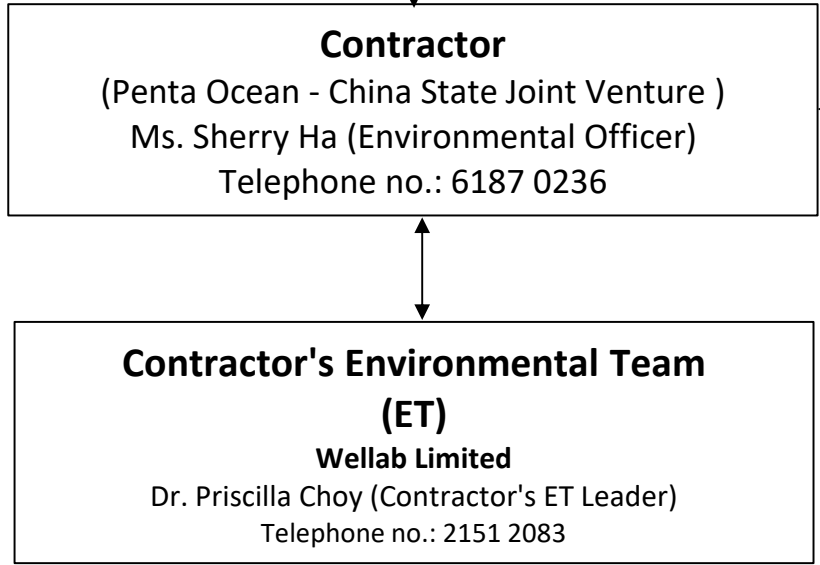 Contractor
(Penta Ocean - China State Joint Venture )
Ms. Sherry Ha (Environmental Officer)
Telephone no.: 6187 0236
Contractor's Environmental Team
(ET)
Wellab Limited
Dr. Priscilla Choy (Contractor's ET Leader)
Telephone no.: 2151 2083